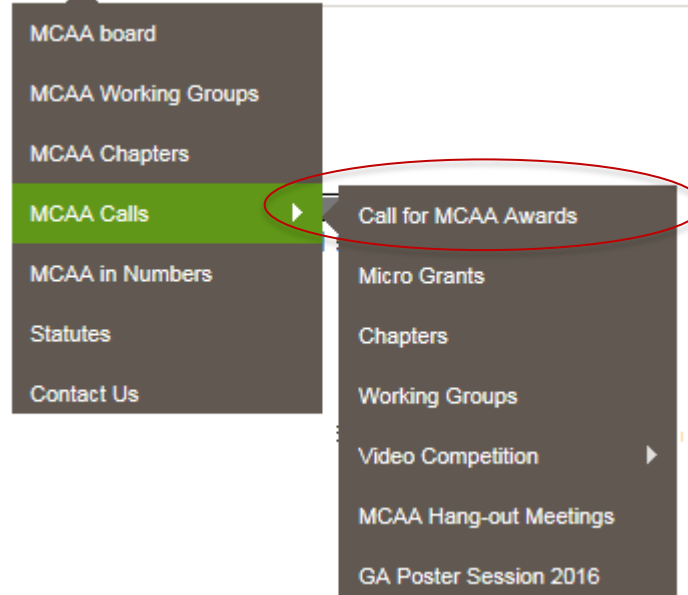 MCAA board
MCAA Working Groups
MCAA Chapters
MCAA Calls
MCAA in Numbers
Statutes
Contact Us
Call for MCAA Awards
Micro Grants
Chapters
Working Groups
Video Competition
MCAA Hang-out Meetings
GA Poster Session 2016